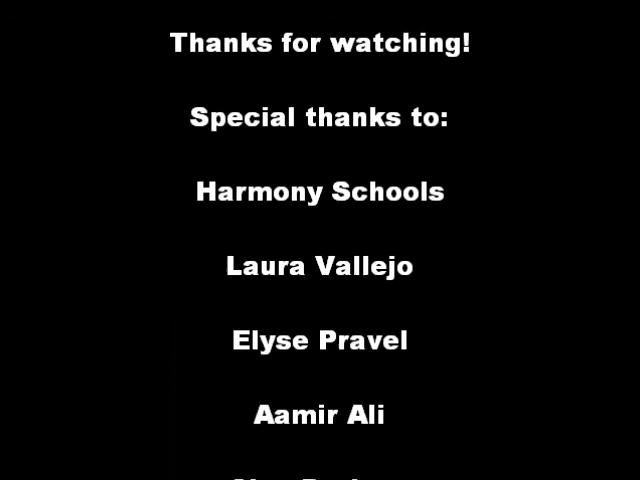 Thanks for watching!
Special thanks to:
Harmony Schools
Laura Vallejo
Elyse Pravel
Aamir Ali